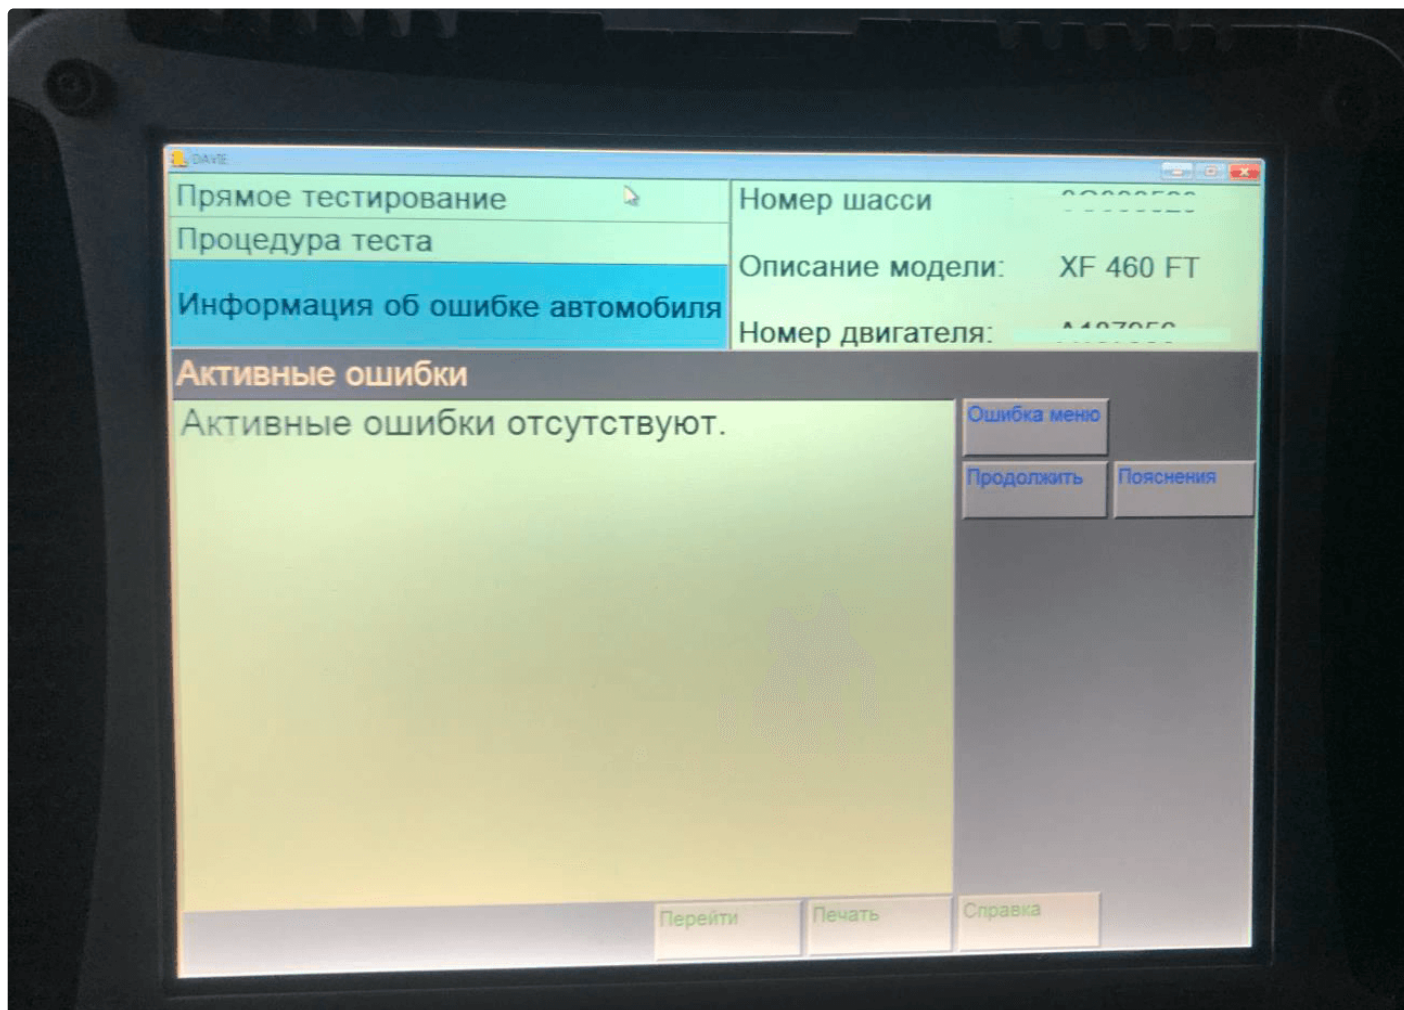 DAVIE
Прямое тестирование
Процедура теста
Информация об ошибке автомобиля
Номер шасси
Описание модели: XF 460 FT
Номер двигателя:
Активные ошибки
Активные ошибки отсутствуют.
Ошибка меню
Продолжить
Пояснения
Перейти
Печать
Справка